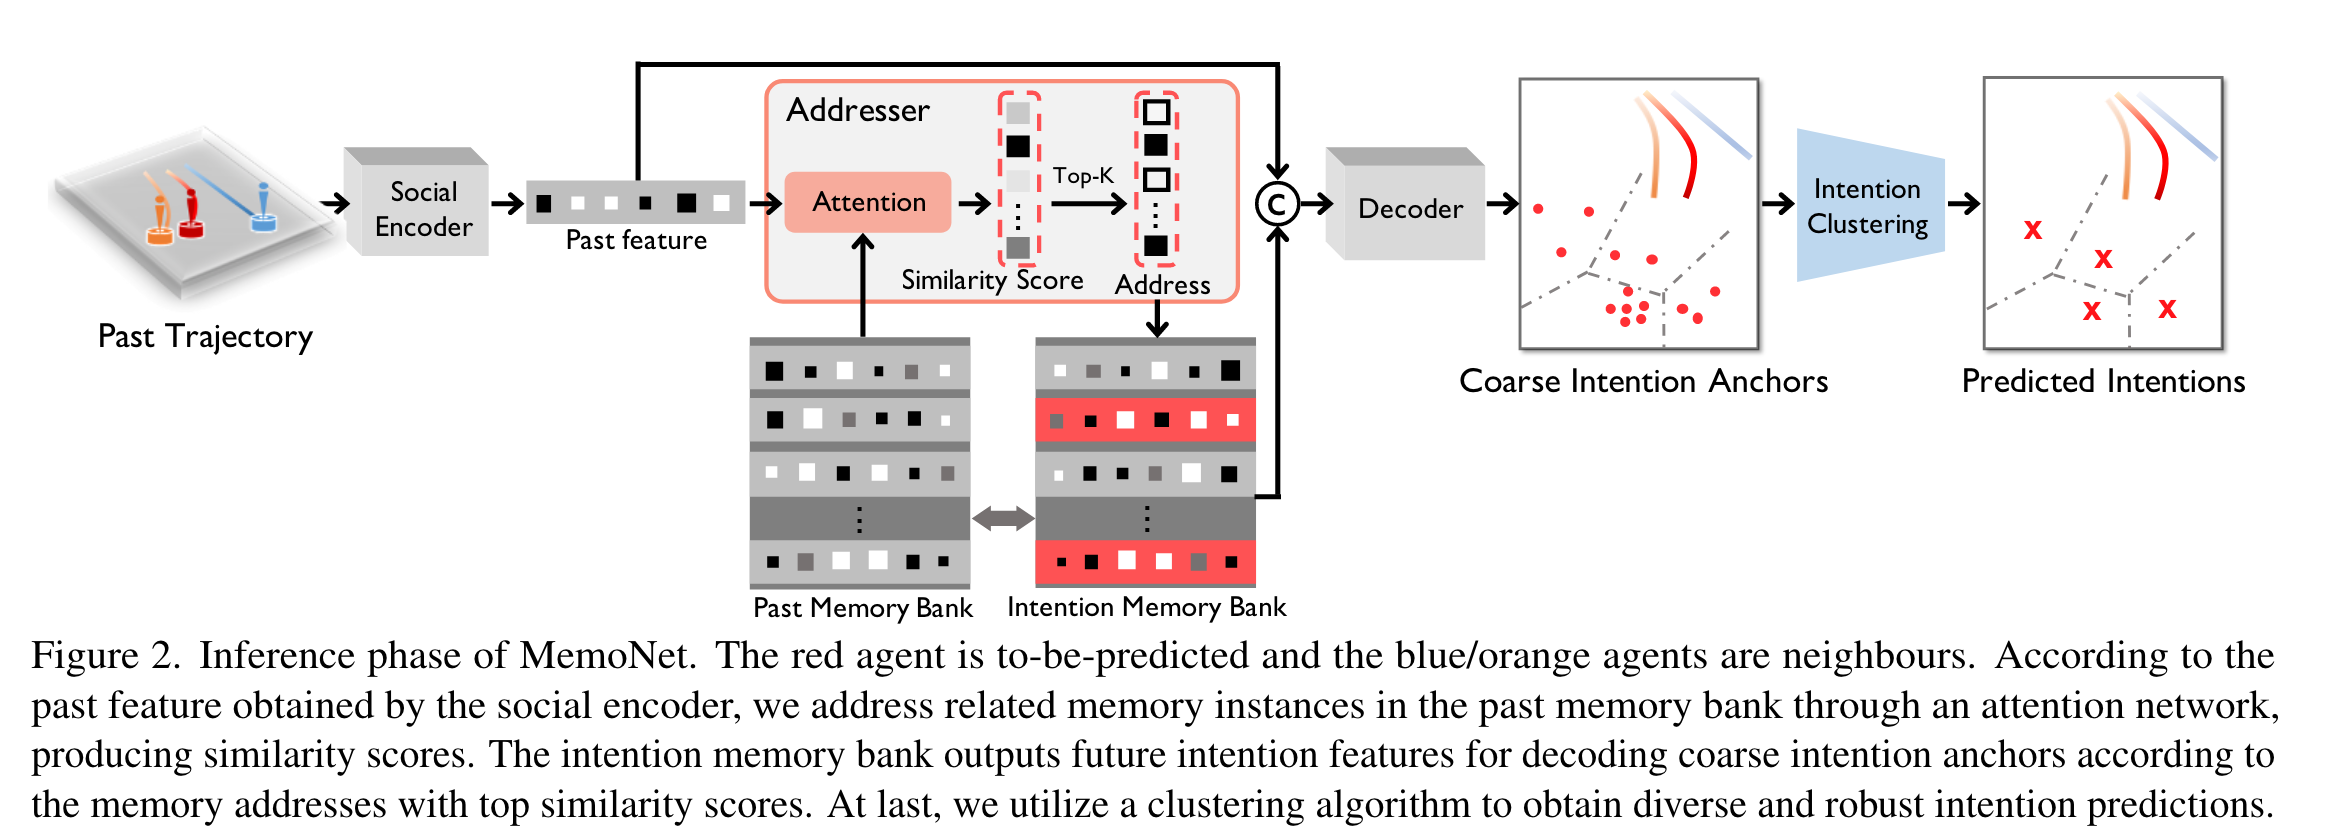 Addresser
Top-K
Social
Encoder
Attention
C
Decoder
Intention
Clustering
Past feature
Similarity Score
Address
Past Trajectory
Coarse Intention Anchors
Predicted Intentions
x
x
x
x
Past Memory Bank
Intention Memory Bank
Figure 2. Inference phase of MemoNet. The red agent is to-be-predicted and the blue/orange agents are neighbours. According to the
past feature obtained by the social encoder, we address related memory instances in the past memory bank through an attention network,
producing similarity scores. The intention memory bank outputs future intention features for decoding coarse intention anchors according to
the memory addresses with top similarity scores. At last, we utilize a clustering algorithm to obtain diverse and robust intention predictions.